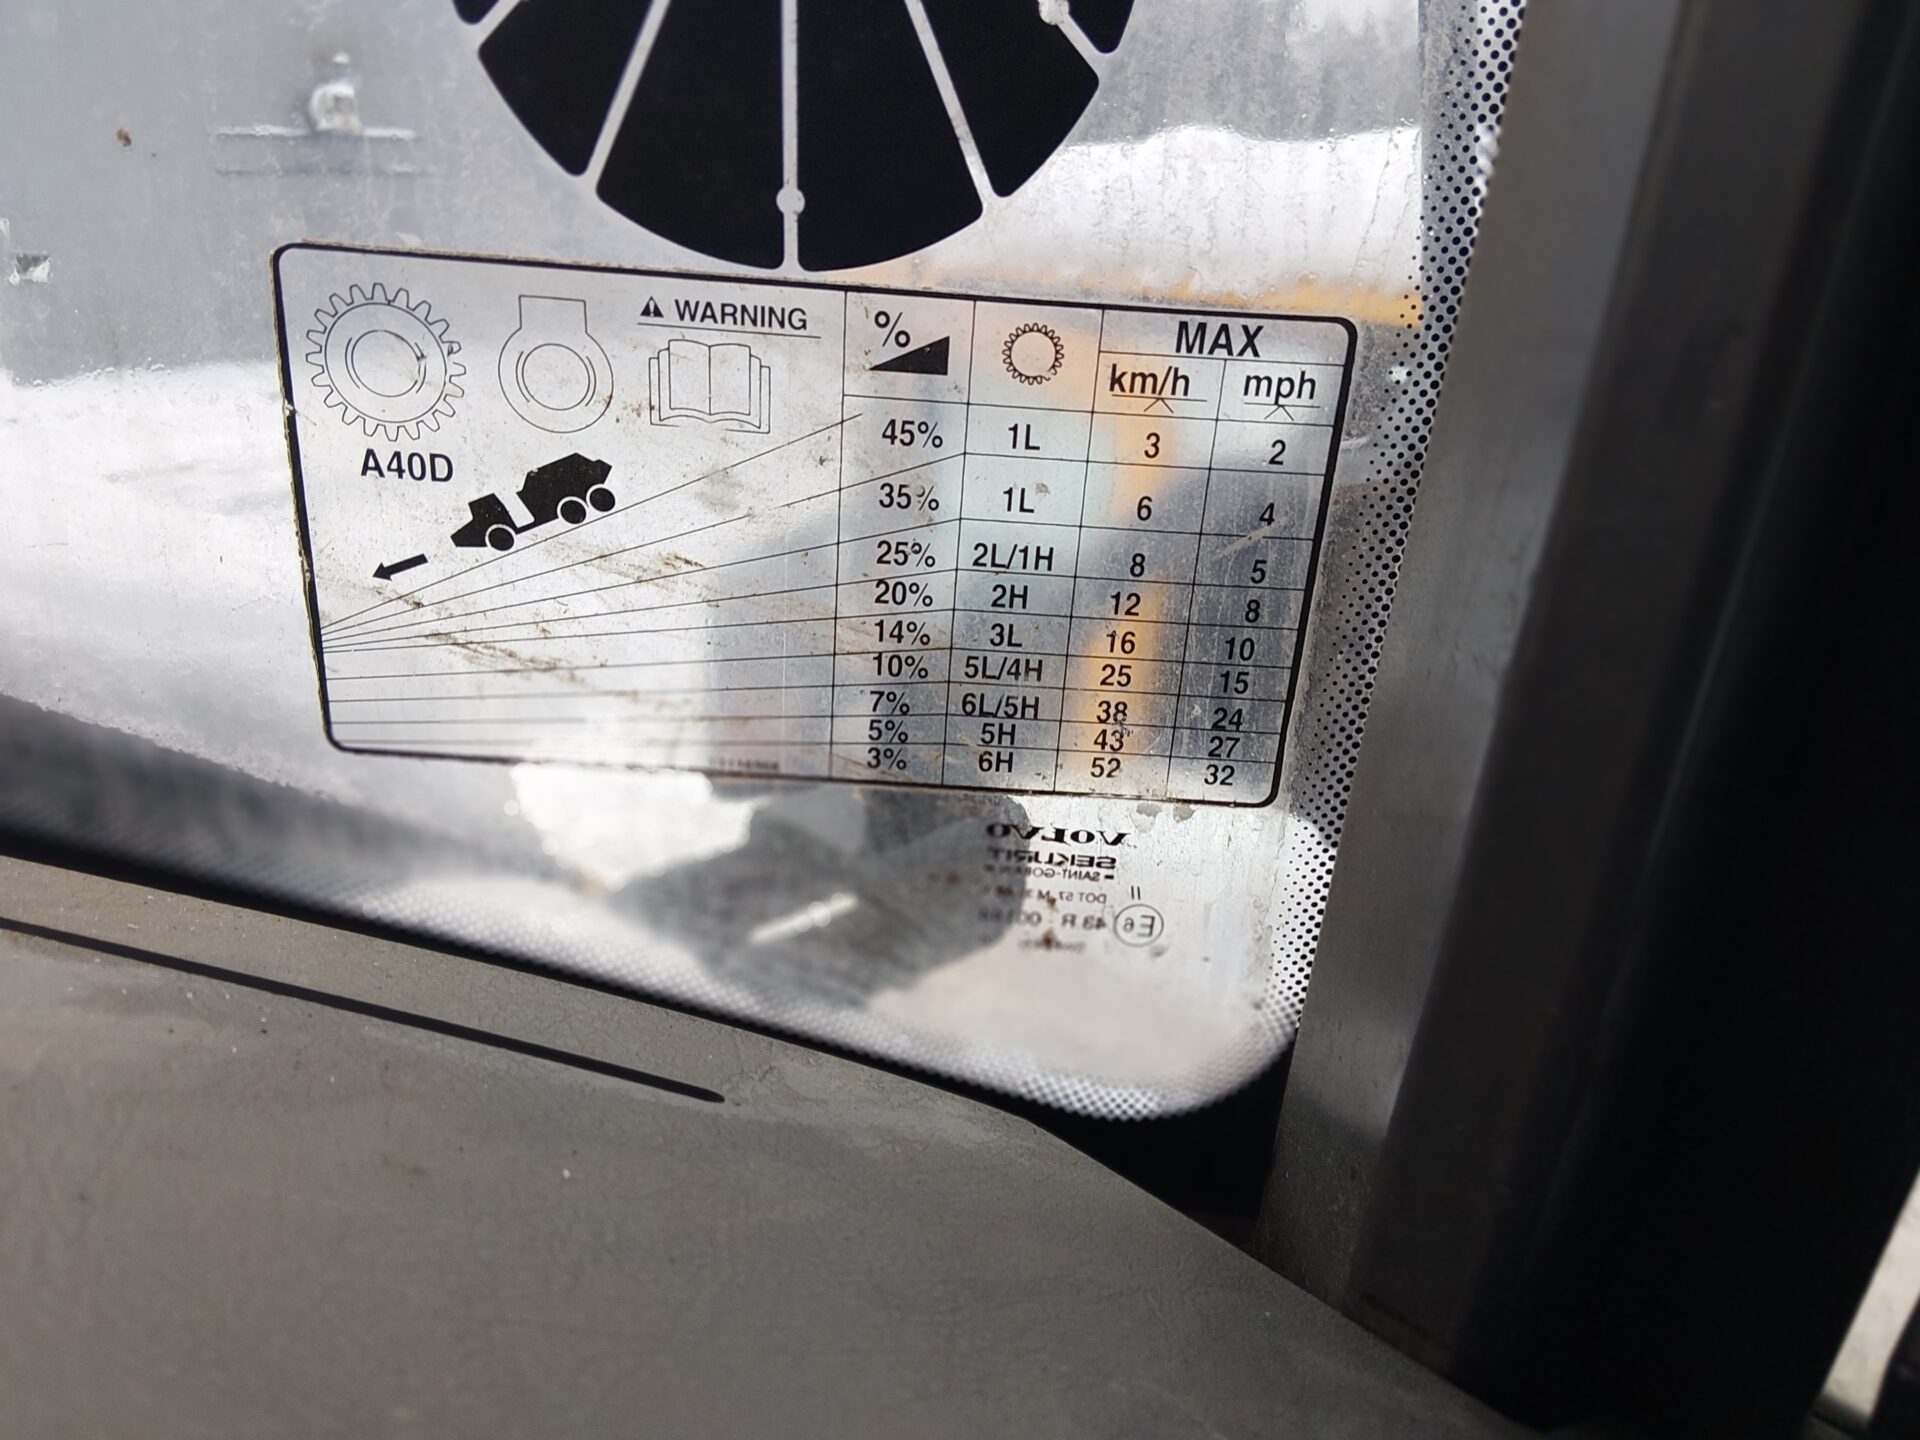 WARNING
% MAX
km/h mph
A40D
45% 1L 3 2
35% 1L 6 4
25% 2L/1H 8 5
20% 2H 12 8
14% 3L 16 10
10% 5L/4H 25 15
7% 6L/5H 38 24
5% 5H 43 27
3% 6H 52 32
VOLVO
SEKURIT
SAINT-GOBAIN
II
DOT 57 M
E6 43 R